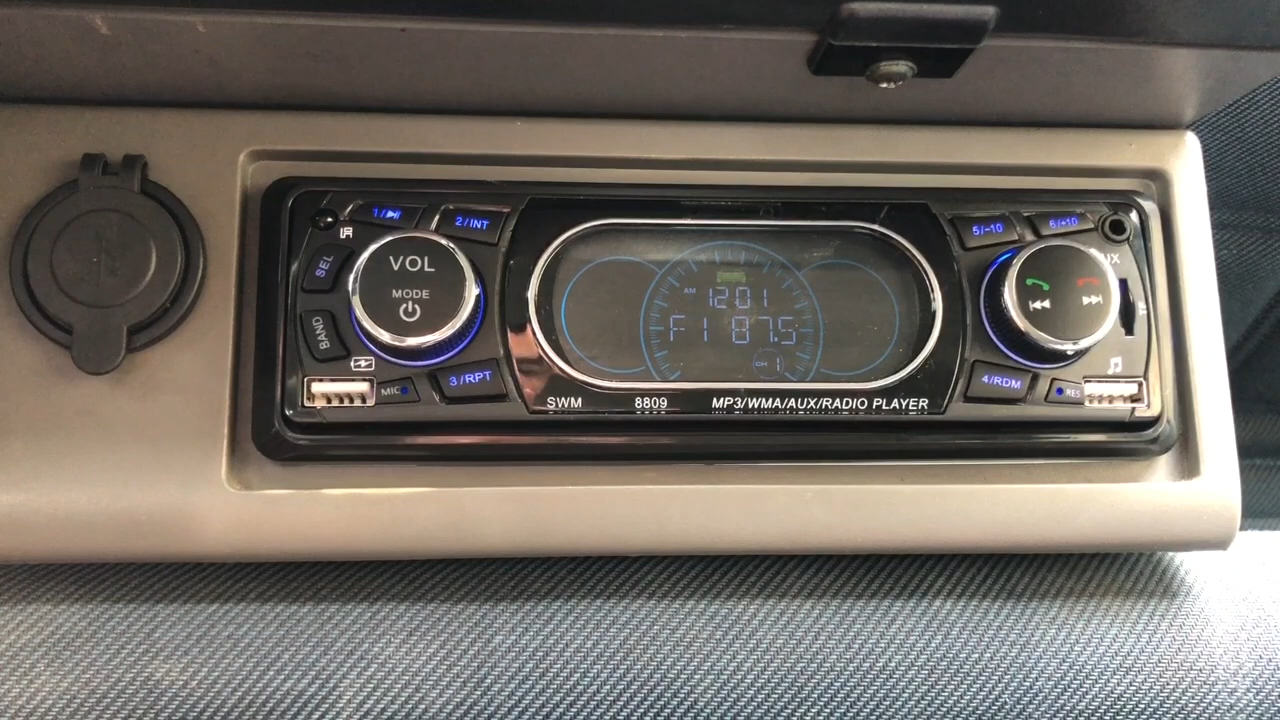 1/⏯
2/INT
IR
SEL
VOL
MODE
BAND
MIC
3/RPT
AM 12:01
F1 87.5
CH 1
SWM 8809 MP3/WMA/AUX/RADIO PLAYER
5/-10
6/+10
AUX
4/RDM
RES